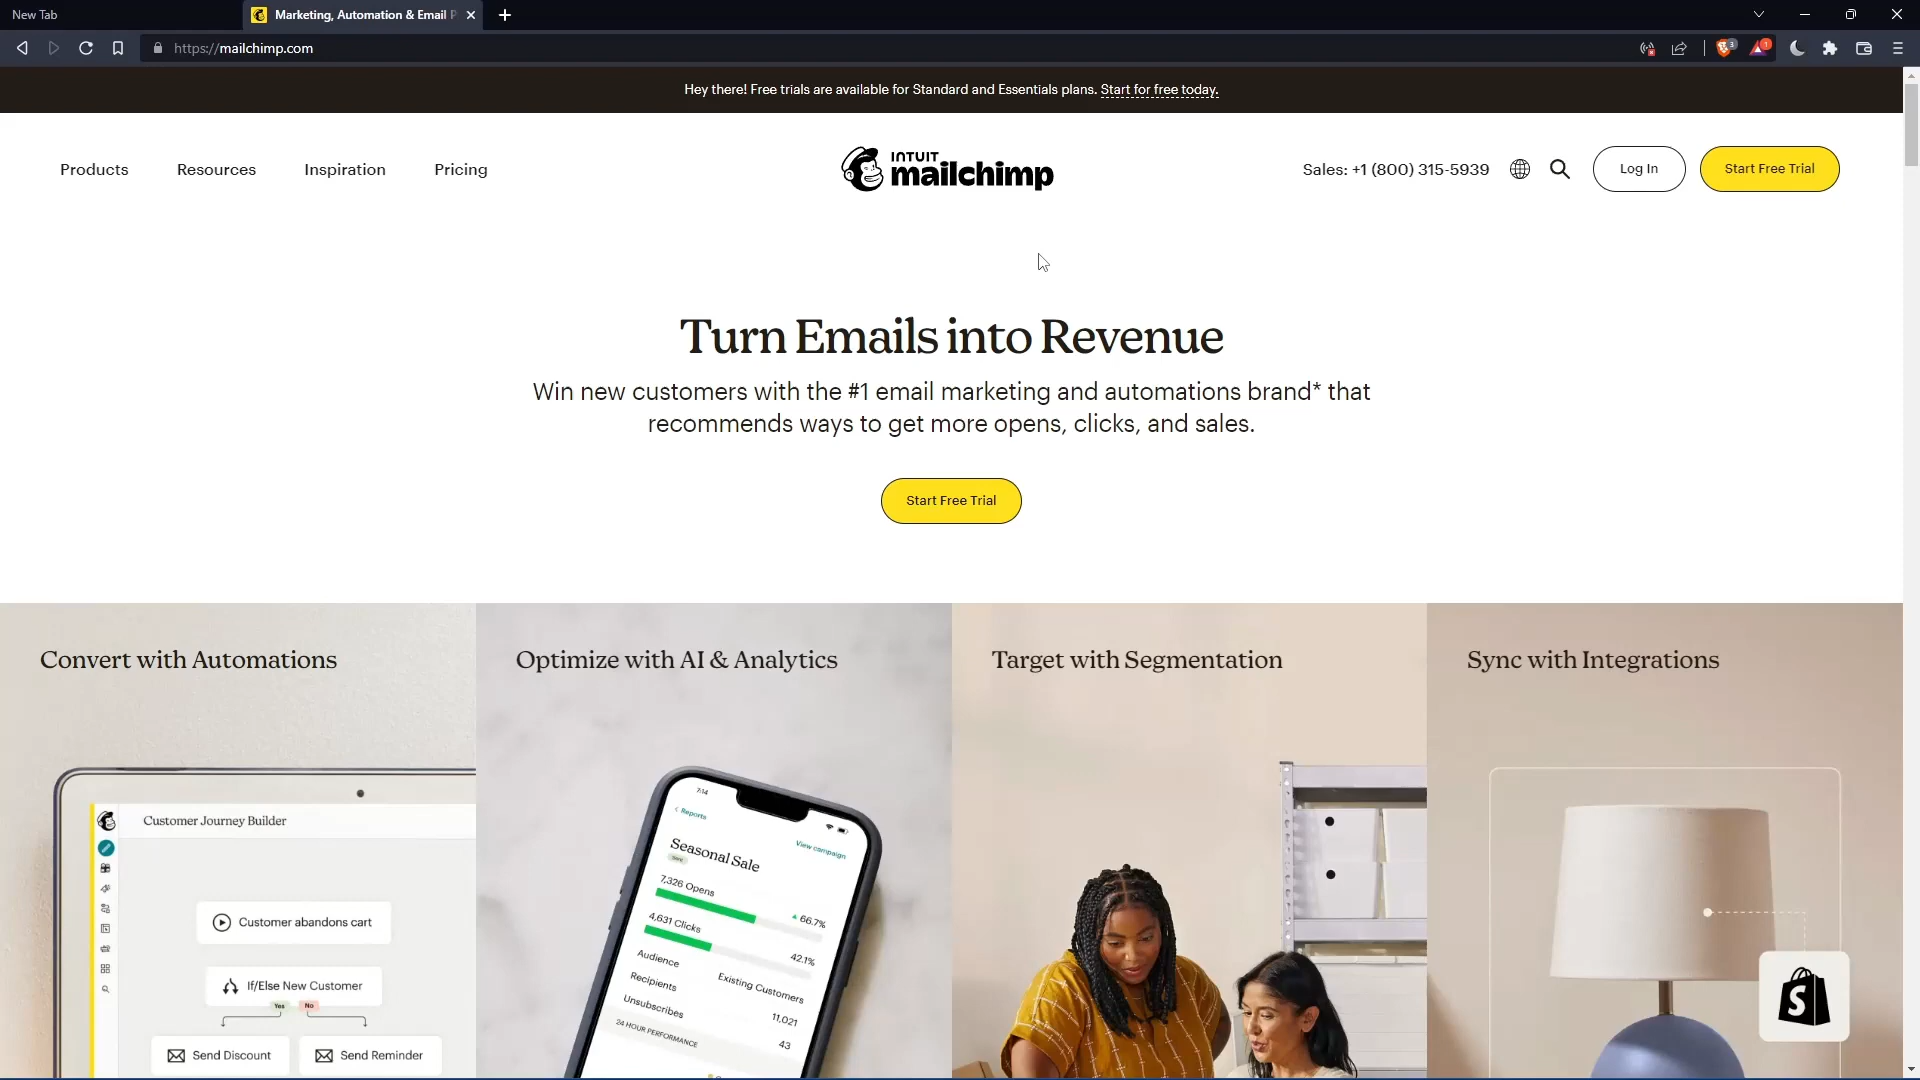 New Tab
Marketing, Automation & Email P
https://mailchimp.com
3
1
Hey there! Free trials are available for Standard and Essentials plans. Start for free today.
Products
Resources
Inspiration
Pricing
INTUIT
mailchimp
Sales: +1 (800) 315-5939
Log In
Start Free Trial
Turn Emails into Revenue
Win new customers with the #1 email marketing and automations brand* that
recommends ways to get more opens, clicks, and sales.
Start Free Trial
Convert with Automations
Customer Journey Builder
Customer abandons cart
If/Else New Customer
Yes
No
Send Discount
Send Reminder
Optimize with AI & Analytics
7:14
Reports
View campaign
Seasonal Sale
7,326 Opens
66.7%
4,631 Clicks
42.1%
Audience
Existing Customers
Recipients
11,021
Unsubscribes
43
24 HOUR PERFORMANCE
Target with Segmentation
Sync with Integrations